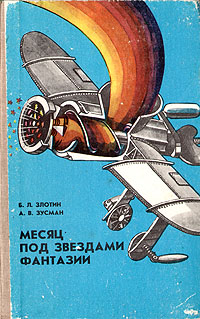 Б. Л. ЗЛОТИН
А. В. ЗУСМАН
МЕСЯЦ
ПОД ЗВЕЗДАМИ
ФАНТАЗИИ